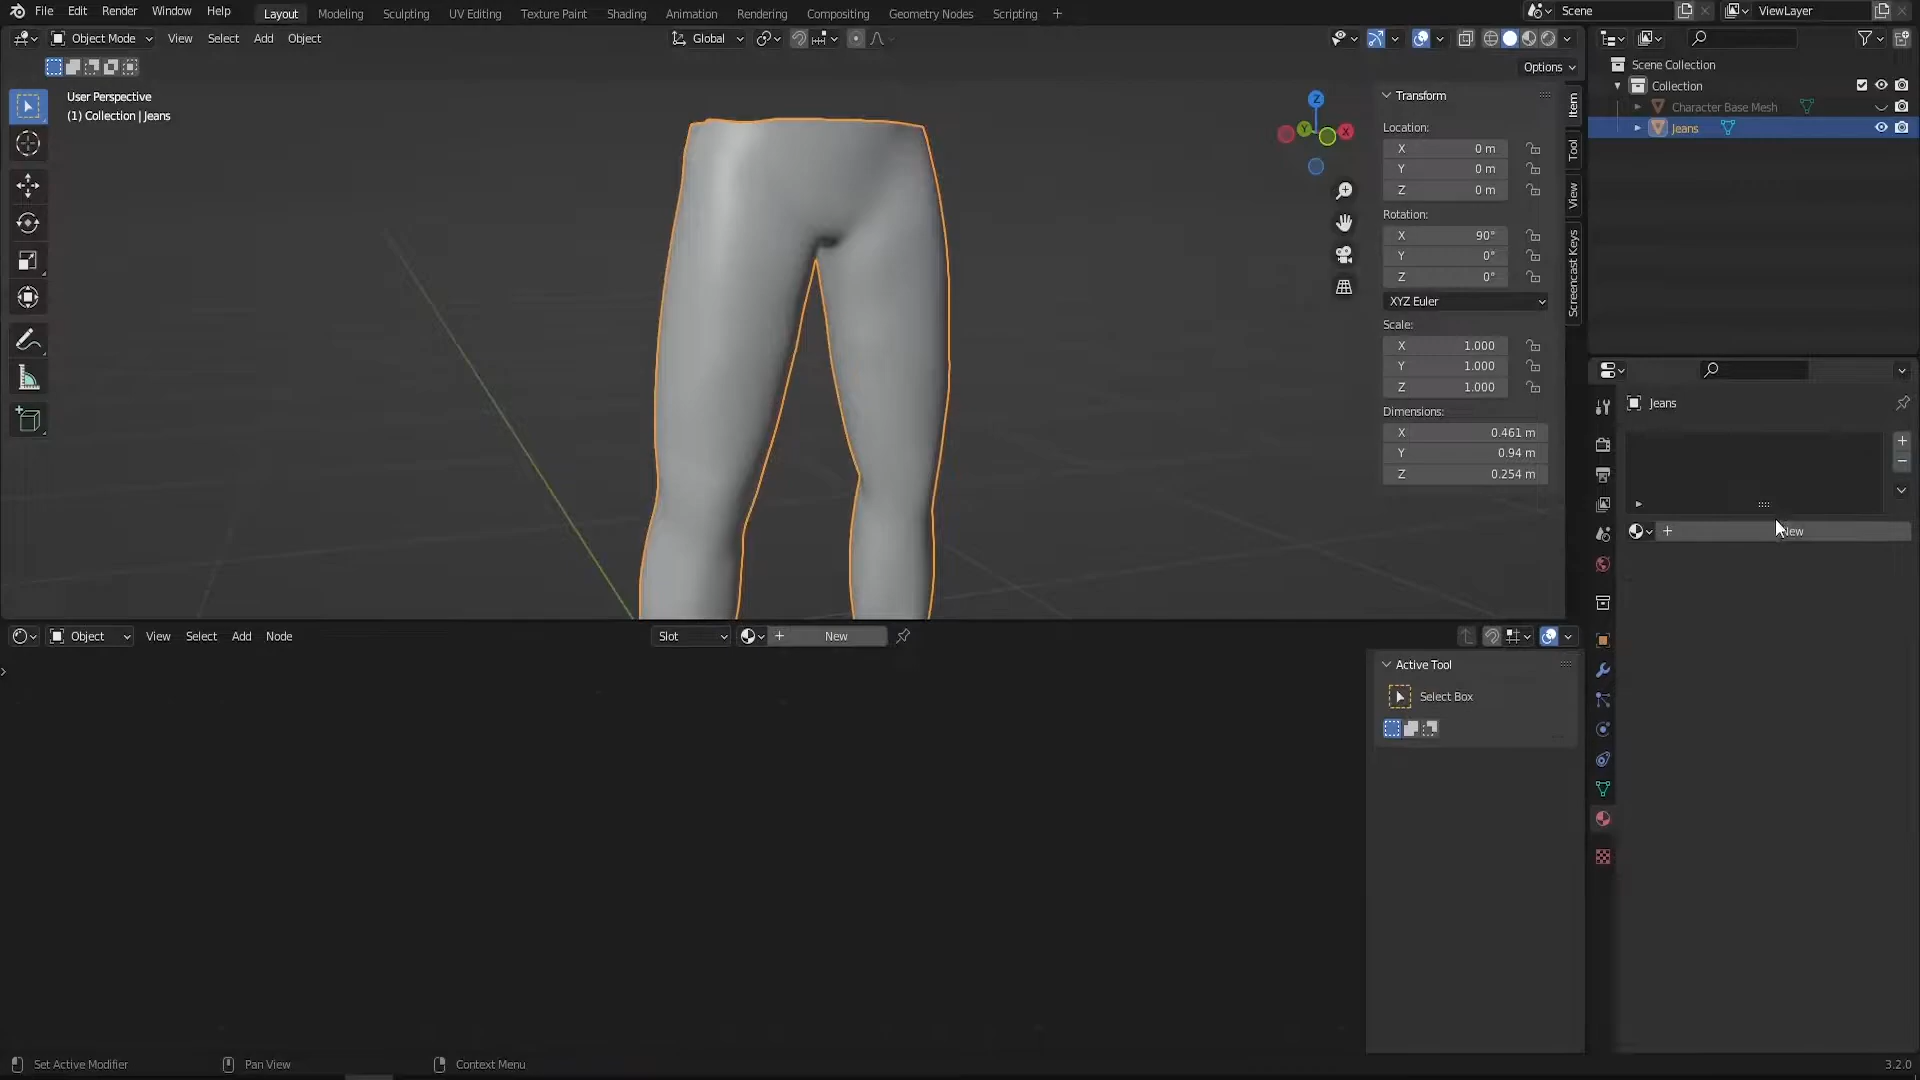 File Edit Render Window Help Layout Modeling Sculpting UV Editing Texture Paint Shading Animation Rendering Compositing Geometry Nodes Scripting + Scene ViewLayer
Object Mode View Select Add Object Global
Options
User Perspective
(1) Collection | Jeans
Z
Y
X
Transform
Location:
X 0 m
Y 0 m
Z 0 m
Rotation:
X 90°
Y 0°
Z 0°
XYZ Euler
Scale:
X 1.000
Y 1.000
Z 1.000
Dimensions:
X 0.461 m
Y 0.94 m
Z 0.254 m
Item
Tool
View
Screencast Keys
Scene Collection
Collection
Character Base Mesh
Jeans
Jeans
+ New
Object View Select Add Node Slot + New
Active Tool
Select Box
Set Active Modifier Pan View Context Menu 3.2.0